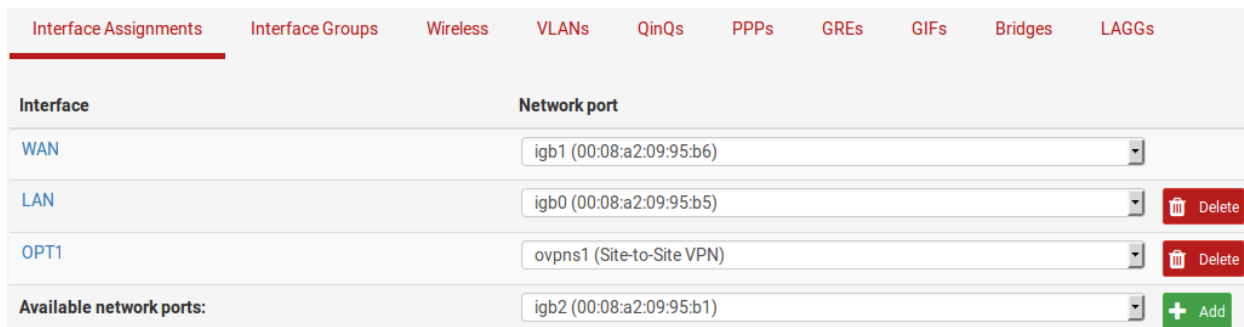 Interface Assignments Interface Groups Wireless VLANs QinQs PPPs GREs GIFs Bridges LAGGs
Interface Network port
WAN igb1 (00:08:a2:09:95:b6)
LAN igb0 (00:08:a2:09:95:b5) Delete
OPT1 ovpns1 (Site-to-Site VPN) Delete
Available network ports: igb2 (00:08:a2:09:95:b1) Add